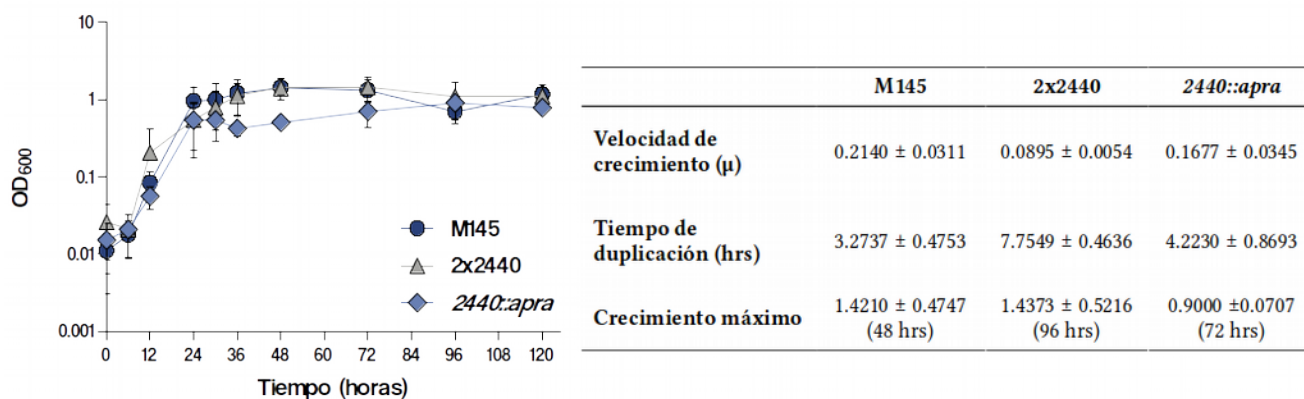 10
1
0.1
0.01
0.001
OD600
0 12 24 36 48 60 72 84 96 120
Tiempo (horas)
M145
2x2440
2440::apra
M145 2x2440 2440::apra
Velocidad de
crecimiento (μ) 0.2140 ± 0.0311 0.0895 ± 0.0054 0.1677 ± 0.0345
Tiempo de
duplicación (hrs) 3.2737 ± 0.4753 7.7549 ± 0.4636 4.2230 ± 0.8693
Crecimiento máximo 1.4210 ± 0.4747 1.4373 ± 0.5216 0.9000 ±0.0707
(48 hrs) (96 hrs) (72 hrs)